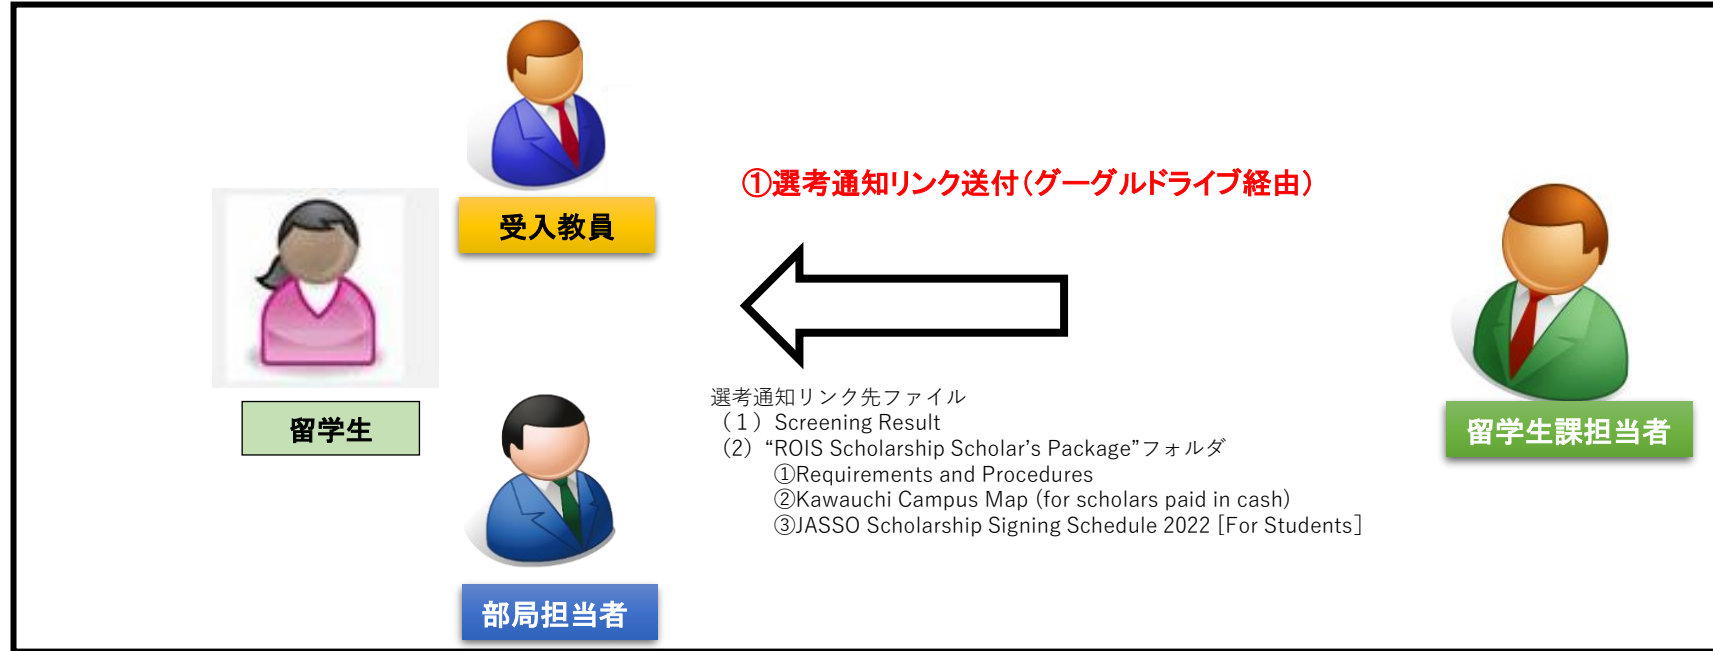 ①選考通知リンク送付(グーグルドライブ経由)
受入教員
留学生
選考通知リンク先ファイル
（１）Screening Result
（2）“ROIS Scholarship Scholar’s Package”フォルダ
①Requirements and Procedures
②Kawauchi Campus Map (for scholars paid in cash)
③JASSO Scholarship Signing Schedule 2022 [For Students]
留学生課担当者
部局担当者